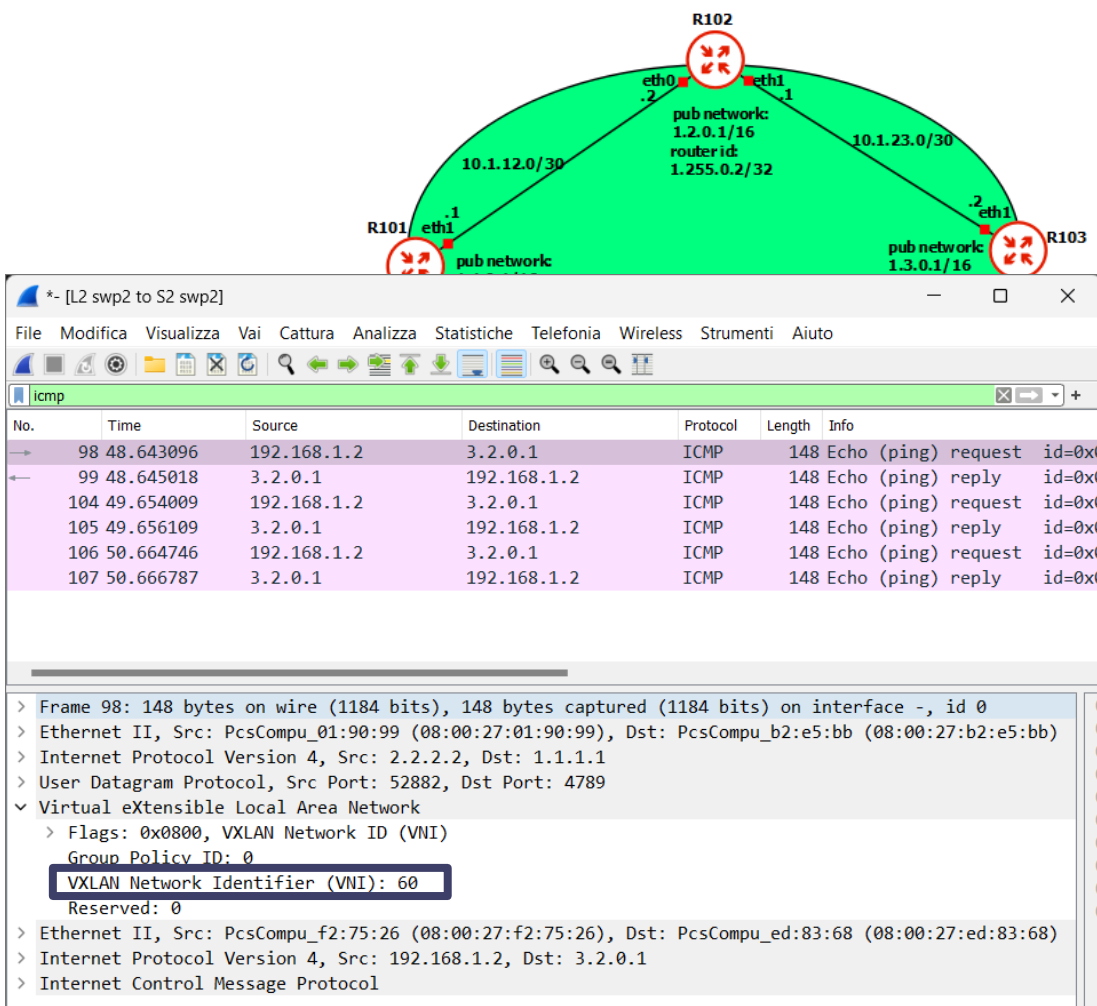 R102
eth0
eth1
.2
.1
pub network:
1.2.0.1/16
router id:
1.255.0.2/32
10.1.12.0/30
10.1.23.0/30
.1
R101
eth1
.2
eth1
R103
pub network:
pub network:
1.3.0.1/16
*- [L2 swp2 to S2 swp2]
File Modifica Visualizza Vai Cattura Analizza Statistiche Telefonia Wireless Strumenti Aiuto
icmp
No. Time Source Destination Protocol Length Info
98 48.643096 192.168.1.2 3.2.0.1 ICMP 148 Echo (ping) request id=0x
99 48.645018 3.2.0.1 192.168.1.2 ICMP 148 Echo (ping) reply id=0x
104 49.654009 192.168.1.2 3.2.0.1 ICMP 148 Echo (ping) request id=0x
105 49.656109 3.2.0.1 192.168.1.2 ICMP 148 Echo (ping) reply id=0x
106 50.664746 192.168.1.2 3.2.0.1 ICMP 148 Echo (ping) request id=0x
107 50.666787 3.2.0.1 192.168.1.2 ICMP 148 Echo (ping) reply id=0x
> Frame 98: 148 bytes on wire (1184 bits), 148 bytes captured (1184 bits) on interface -, id 0
> Ethernet II, Src: PcsCompu_01:90:99 (08:00:27:01:90:99), Dst: PcsCompu_b2:e5:bb (08:00:27:b2:e5:bb)
> Internet Protocol Version 4, Src: 2.2.2.2, Dst: 1.1.1.1
> User Datagram Protocol, Src Port: 52882, Dst Port: 4789
Virtual eXtensible Local Area Network
> Flags: 0x0800, VXLAN Network ID (VNI)
Group Policy ID: 0
VXLAN Network Identifier (VNI): 60
Reserved: 0
> Ethernet II, Src: PcsCompu_f2:75:26 (08:00:27:f2:75:26), Dst: PcsCompu_ed:83:68 (08:00:27:ed:83:68)
> Internet Protocol Version 4, Src: 192.168.1.2, Dst: 3.2.0.1
> Internet Control Message Protocol